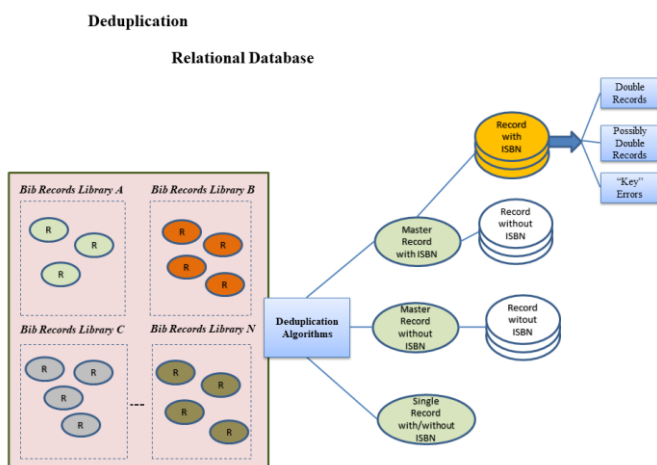 Deduplication
Relational Database
Double
Records
Possibly
Double
Records
"Key"
Errors
Record
with
ISBN
Bib Records Library A
Bib Records Library B
R
R
R
R
R
R
R
Master
Record
with ISBN
Record
without
ISBN
Bib Records Library C
Bib Records Library N
R
R
R
R
---
R
R
R
R
Deduplication
Algorithms
Master
Record
without
ISBN
Record
witout
ISBN
Single
Record
with/without
ISBN